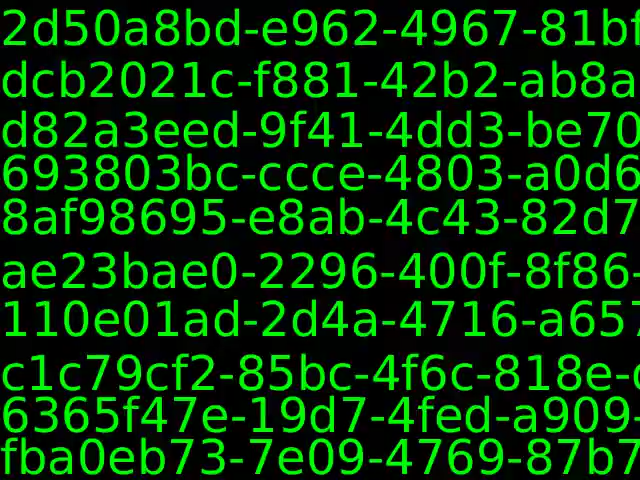 2d50a8bd-e962-4967-81bf
dcb2021c-f881-42b2-ab8a
d82a3eed-9f41-4dd3-be70
693803bc-ccce-4803-a0d6
8af98695-e8ab-4c43-82d7
ae23bae0-2296-400f-8f86-
110e01ad-2d4a-4716-a657
c1c79cf2-85bc-4f6c-818e-
6365f47e-19d7-4fed-a909-
fba0eb73-7e09-4769-87b7